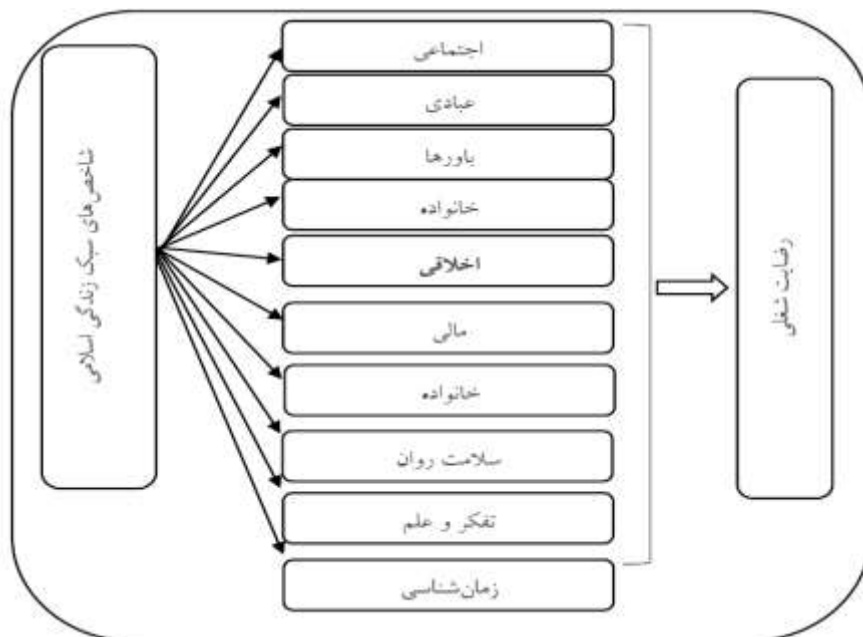 شاخص‌های سبک زندگی اسلامی
اجتماعی
عبادی
باورها
خانواده
اخلاقی
مالی
خانواده
سلامت روان
تفکر و علم
زمان‌شناسی
رضایت شغلی